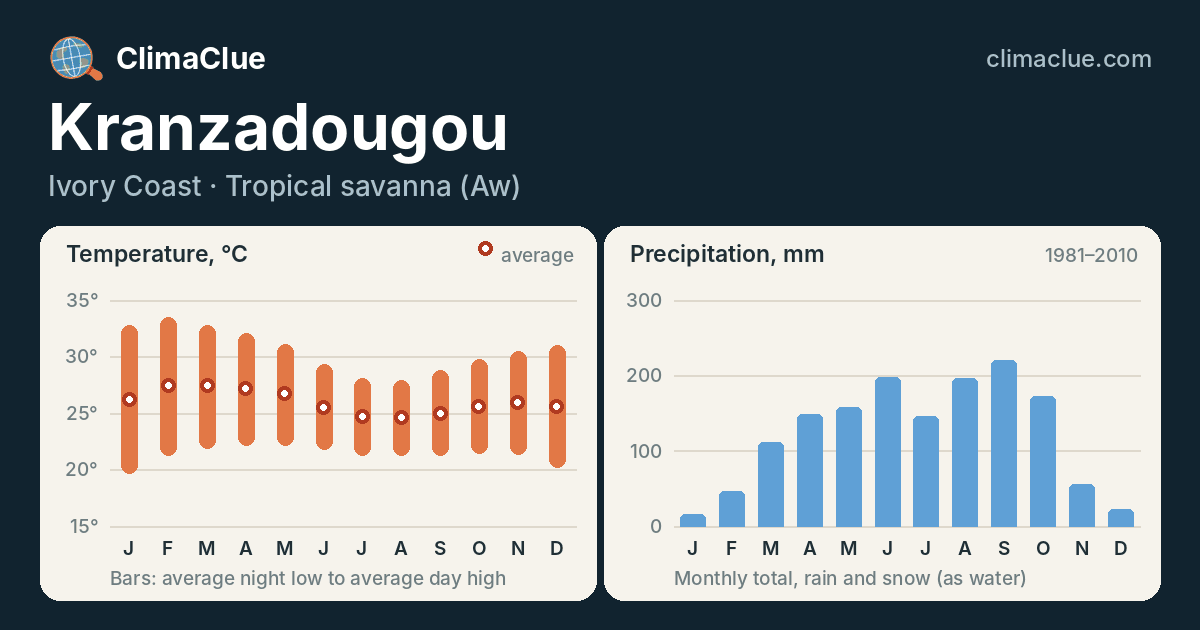 ClimaClue
climaclue.com
Kranzadougou
Ivory Coast · Tropical savanna (Aw)
Temperature, °C
average
35°
30°
25°
20°
15°
J F M A M J J A S O N D
Bars: average night low to average day high
Precipitation, mm
1981–2010
300
200
100
0
J F M A M J J A S O N D
Monthly total, rain and snow (as water)